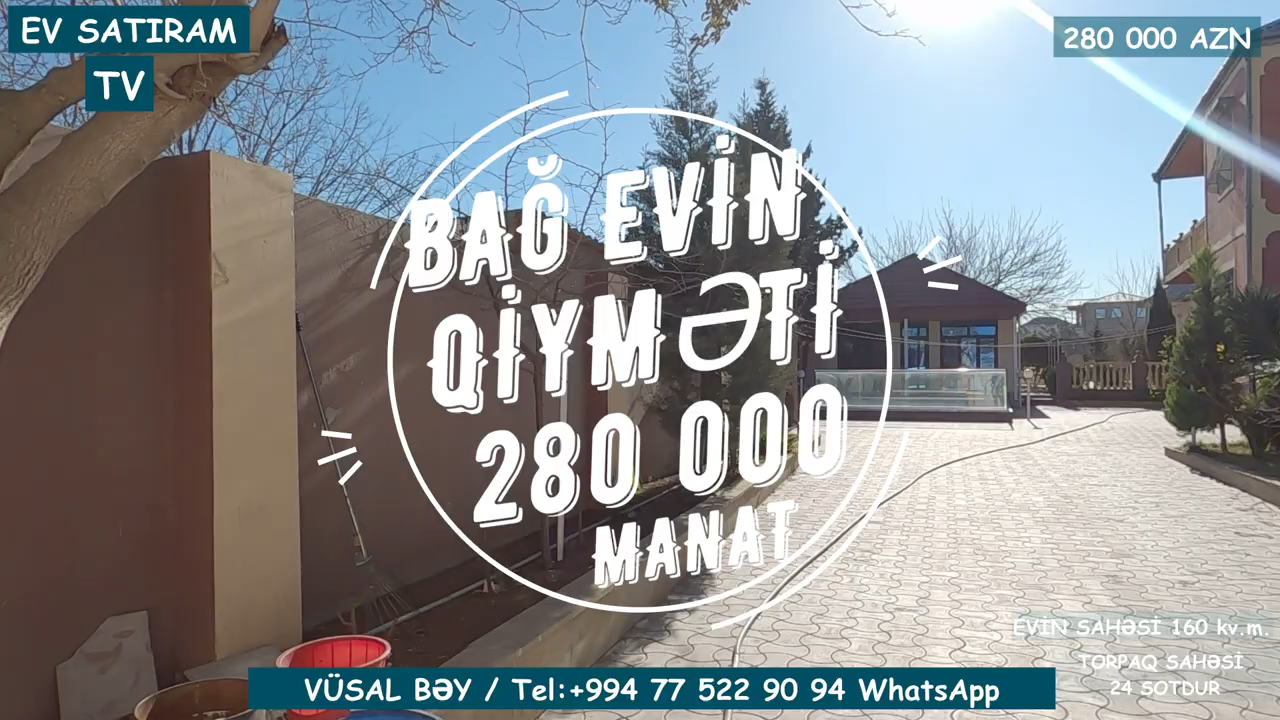 EV SATIRAM
TV
280 000 AZN
BAĞ EVİN
QİYMƏTİ
280 000
MANAT
EVİN SAHƏSİ 160 kv.m.
TORPAQ SAHƏSİ
24 SOTDUR
VÜSAL BƏY / Tel:+994 77 522 90 94 WhatsApp